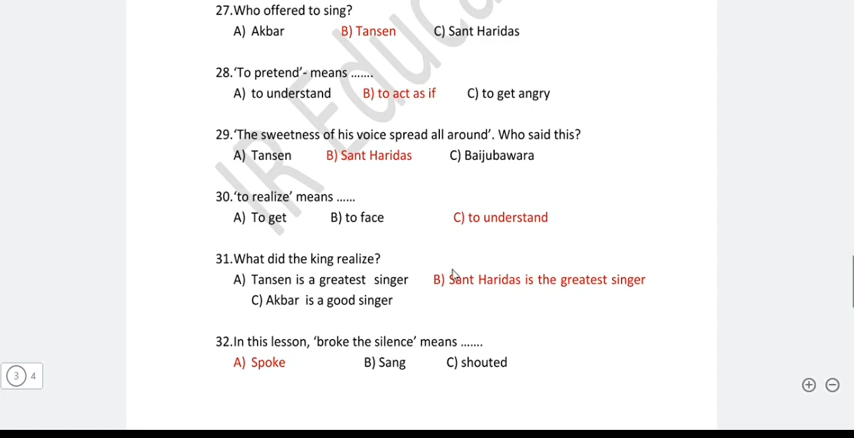 27.Who offered to sing?
A) Akbar B) Tansen C) Sant Haridas
28.‘To pretend’- means .......
A) to understand B) to act as if C) to get angry
29.‘The sweetness of his voice spread all around’. Who said this?
A) Tansen B) Sant Haridas C) Baijubawara
30.‘to realize’ means ......
A) To get B) to face C) to understand
31.What did the king realize?
A) Tansen is a greatest singer B) Sant Haridas is the greatest singer
C) Akbar is a good singer
32.In this lesson, ‘broke the silence’ means .......
A) Spoke B) Sang C) shouted
3 4